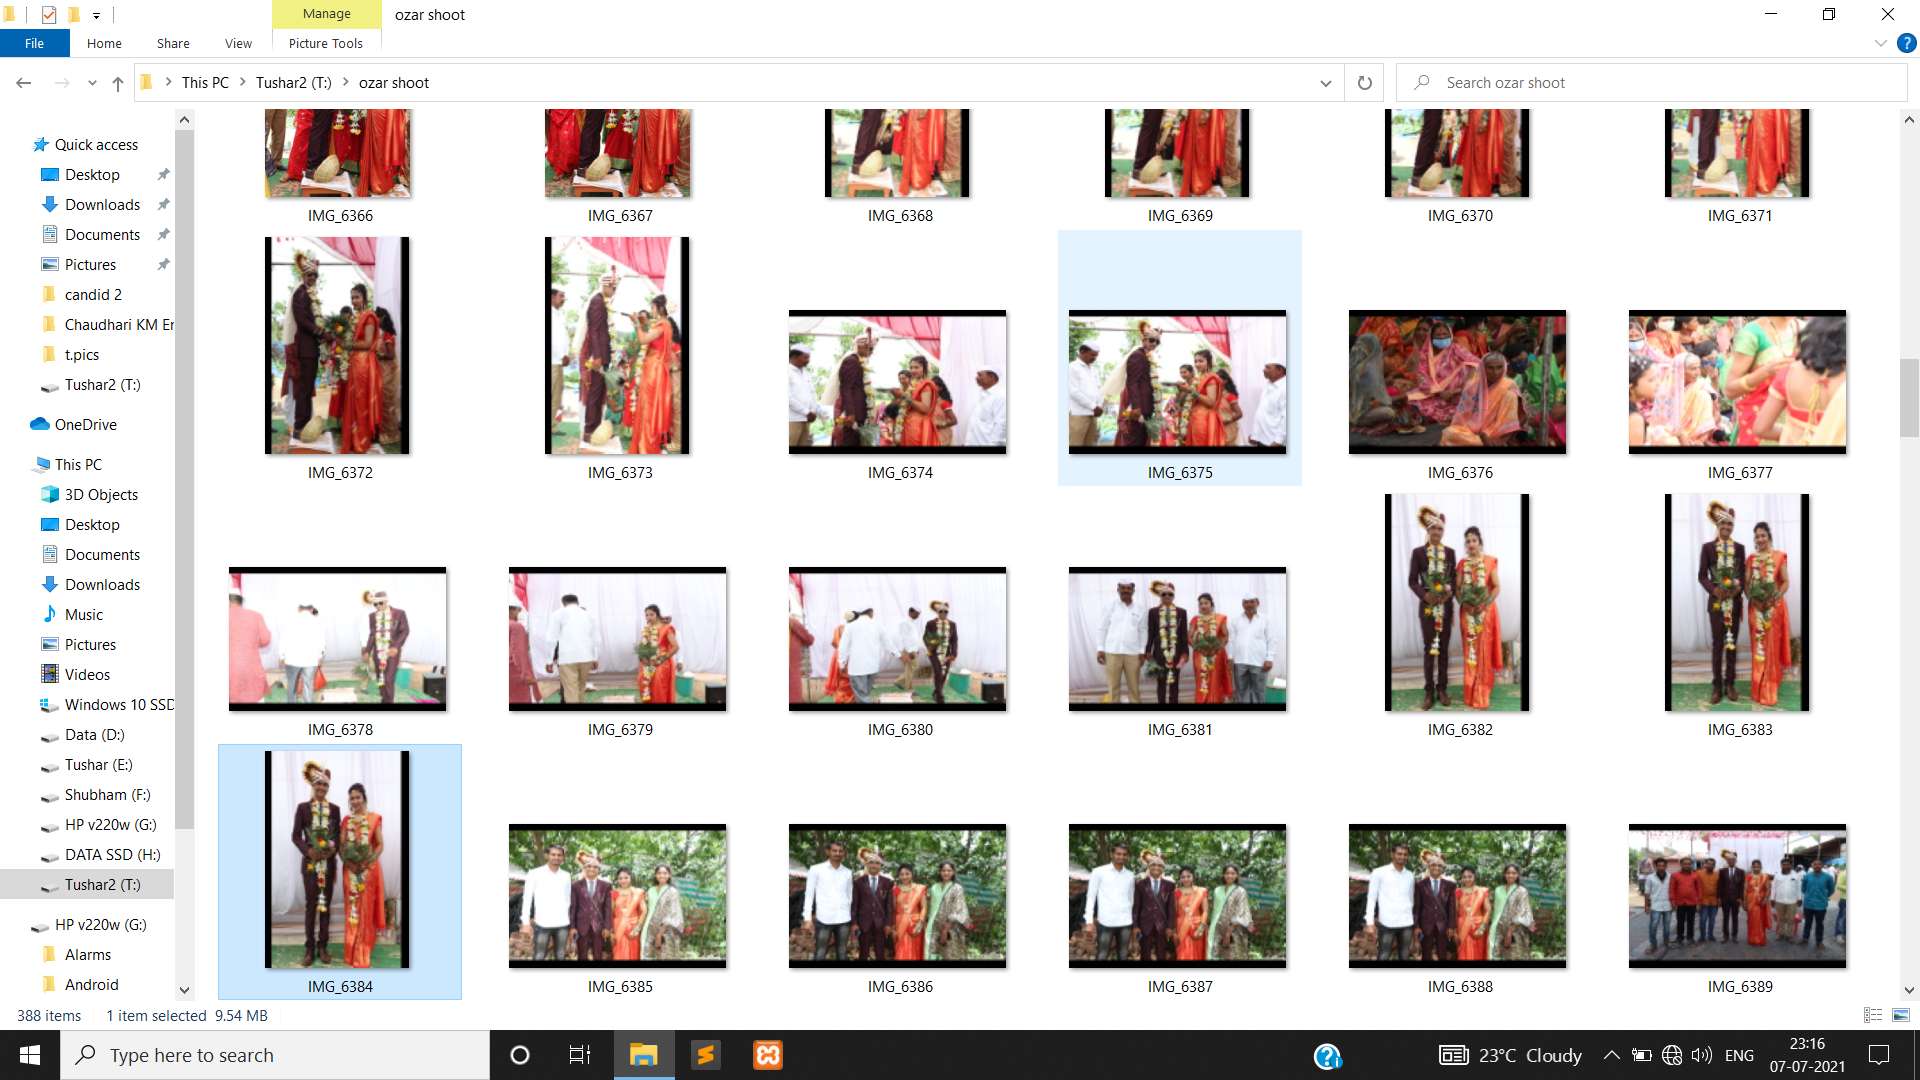 Manage
ozar shoot
File
Home
Share
View
Picture Tools
?
This PC
Tushar2 (T:)
ozar shoot
Search ozar shoot
Quick access
Desktop
Downloads
Documents
Pictures
candid 2
Chaudhari KM Er
t.pics
Tushar2 (T:)
OneDrive
This PC
3D Objects
Desktop
Documents
Downloads
Music
Pictures
Videos
Windows 10 SSD
Data (D:)
Tushar (E:)
Shubham (F:)
HP v220w (G:)
DATA SSD (H:)
Tushar2 (T:)
HP v220w (G:)
Alarms
Android
IMG_6366
IMG_6367
IMG_6368
IMG_6369
IMG_6370
IMG_6371
IMG_6372
IMG_6373
IMG_6374
IMG_6375
IMG_6376
IMG_6377
IMG_6378
IMG_6379
IMG_6380
IMG_6381
IMG_6382
IMG_6383
IMG_6384
IMG_6385
IMG_6386
IMG_6387
IMG_6388
IMG_6389
388 items
1 item selected 9.54 MB
Type here to search
23°C Cloudy
ENG
23:16
07-07-2021